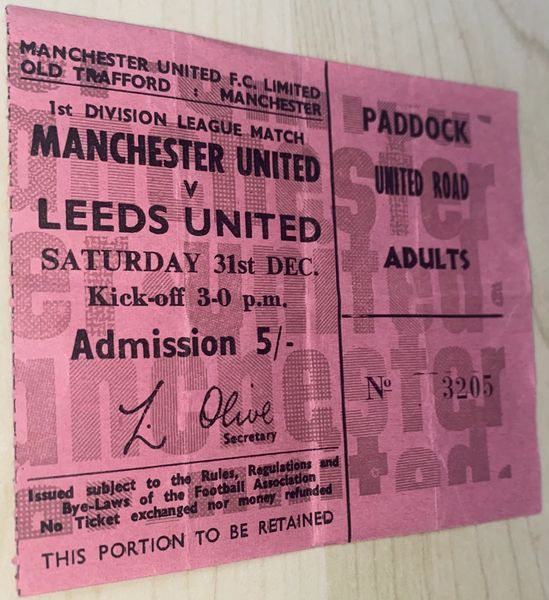 MANCHESTER UNITED F.C. LIMITED
OLD TRAFFORD : MANCHESTER
1st DIVISION LEAGUE MATCH
MANCHESTER UNITED
v
LEEDS UNITED
SATURDAY 31st DEC.
Kick-off 3-0 p.m.
Admission 5/-
L. Olive
Secretary
Issued subject to the Rules, Regulations and
Bye-Laws of the Football Association
No Ticket exchanged nor money refunded
THIS PORTION TO BE RETAINED
PADDOCK
UNITED ROAD
ADULTS
No 3205